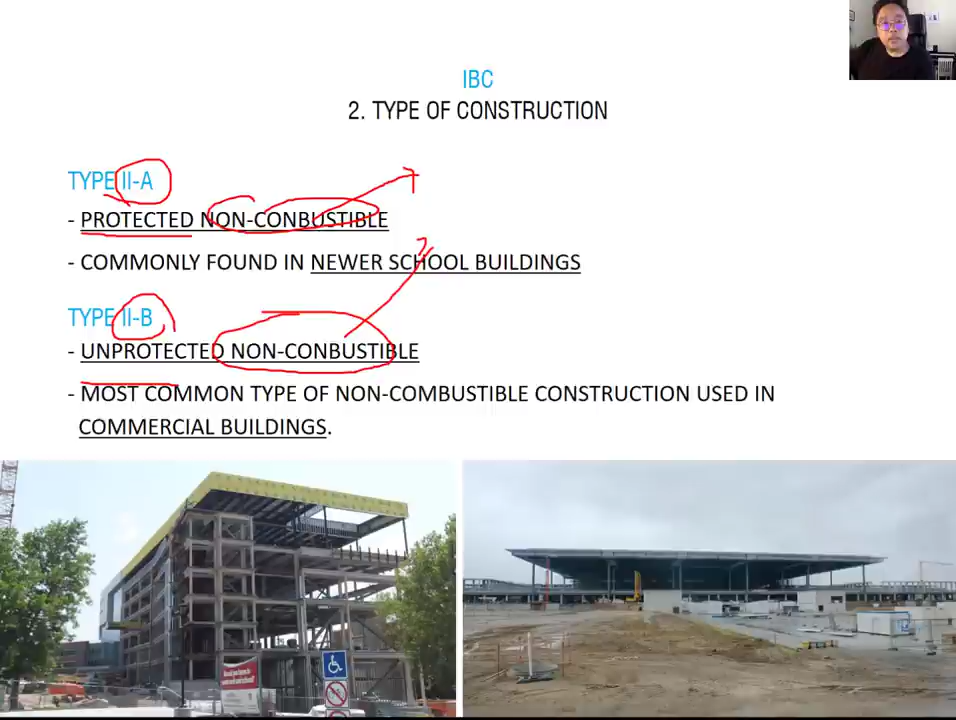 IBC
2. TYPE OF CONSTRUCTION
TYPE II-A
- PROTECTED NON-CONBUSTIBLE
- COMMONLY FOUND IN NEWER SCHOOL BUILDINGS
TYPE II-B
- UNPROTECTED NON-CONBUSTIBLE
- MOST COMMON TYPE OF NON-COMBUSTIBLE CONSTRUCTION USED IN
COMMERCIAL BUILDINGS.